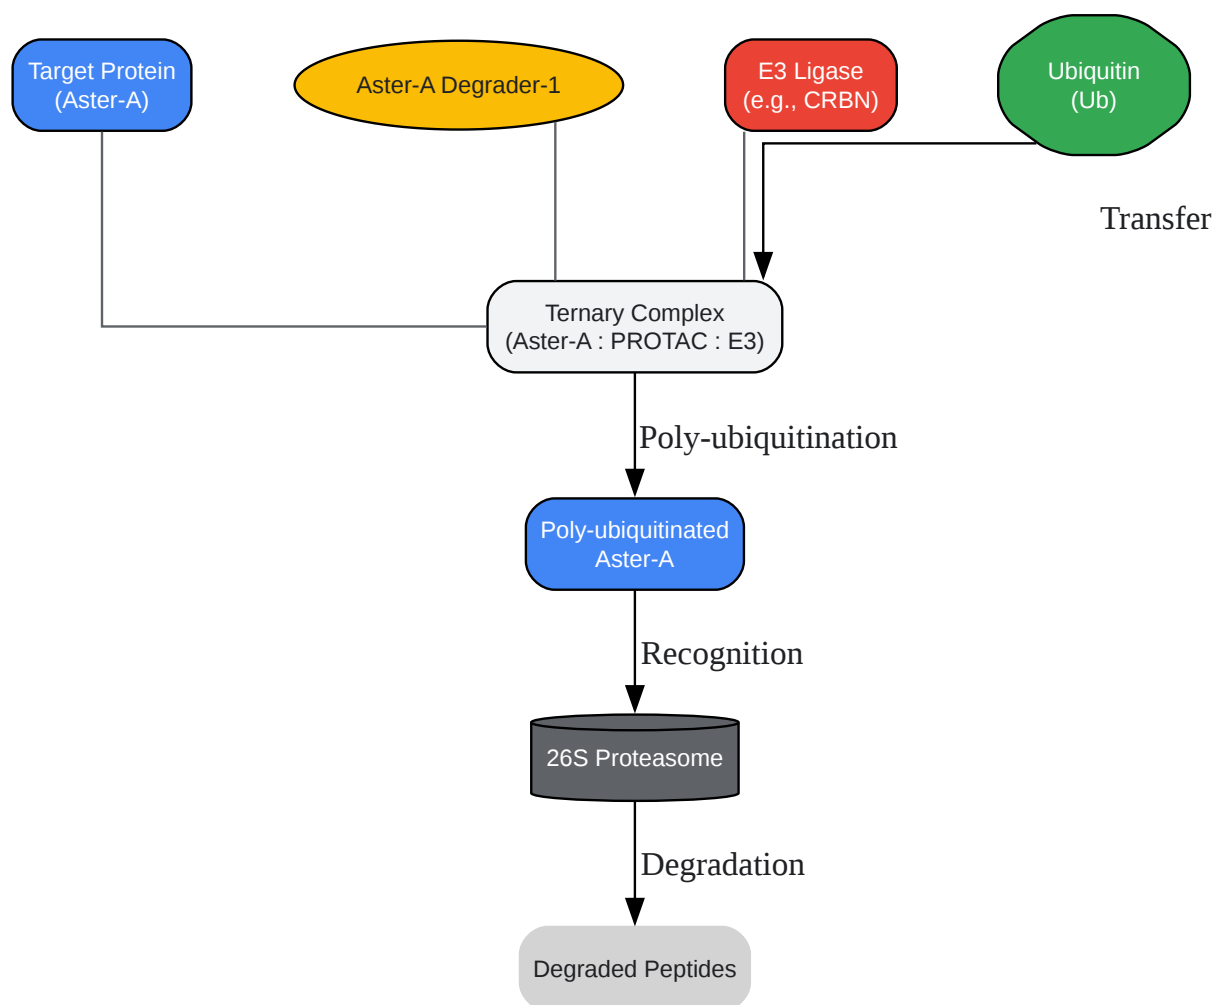 Target Protein
(Aster-A)
Aster-A Degrader-1
E3 Ligase
(e.g., CRBN)
Ubiquitin
(Ub)
Transfer
Ternary Complex
(Aster-A : PROTAC : E3)
Poly-ubiquitination
Poly-ubiquitinated
Aster-A
Recognition
26S Proteasome
Degradation
Degraded Peptides